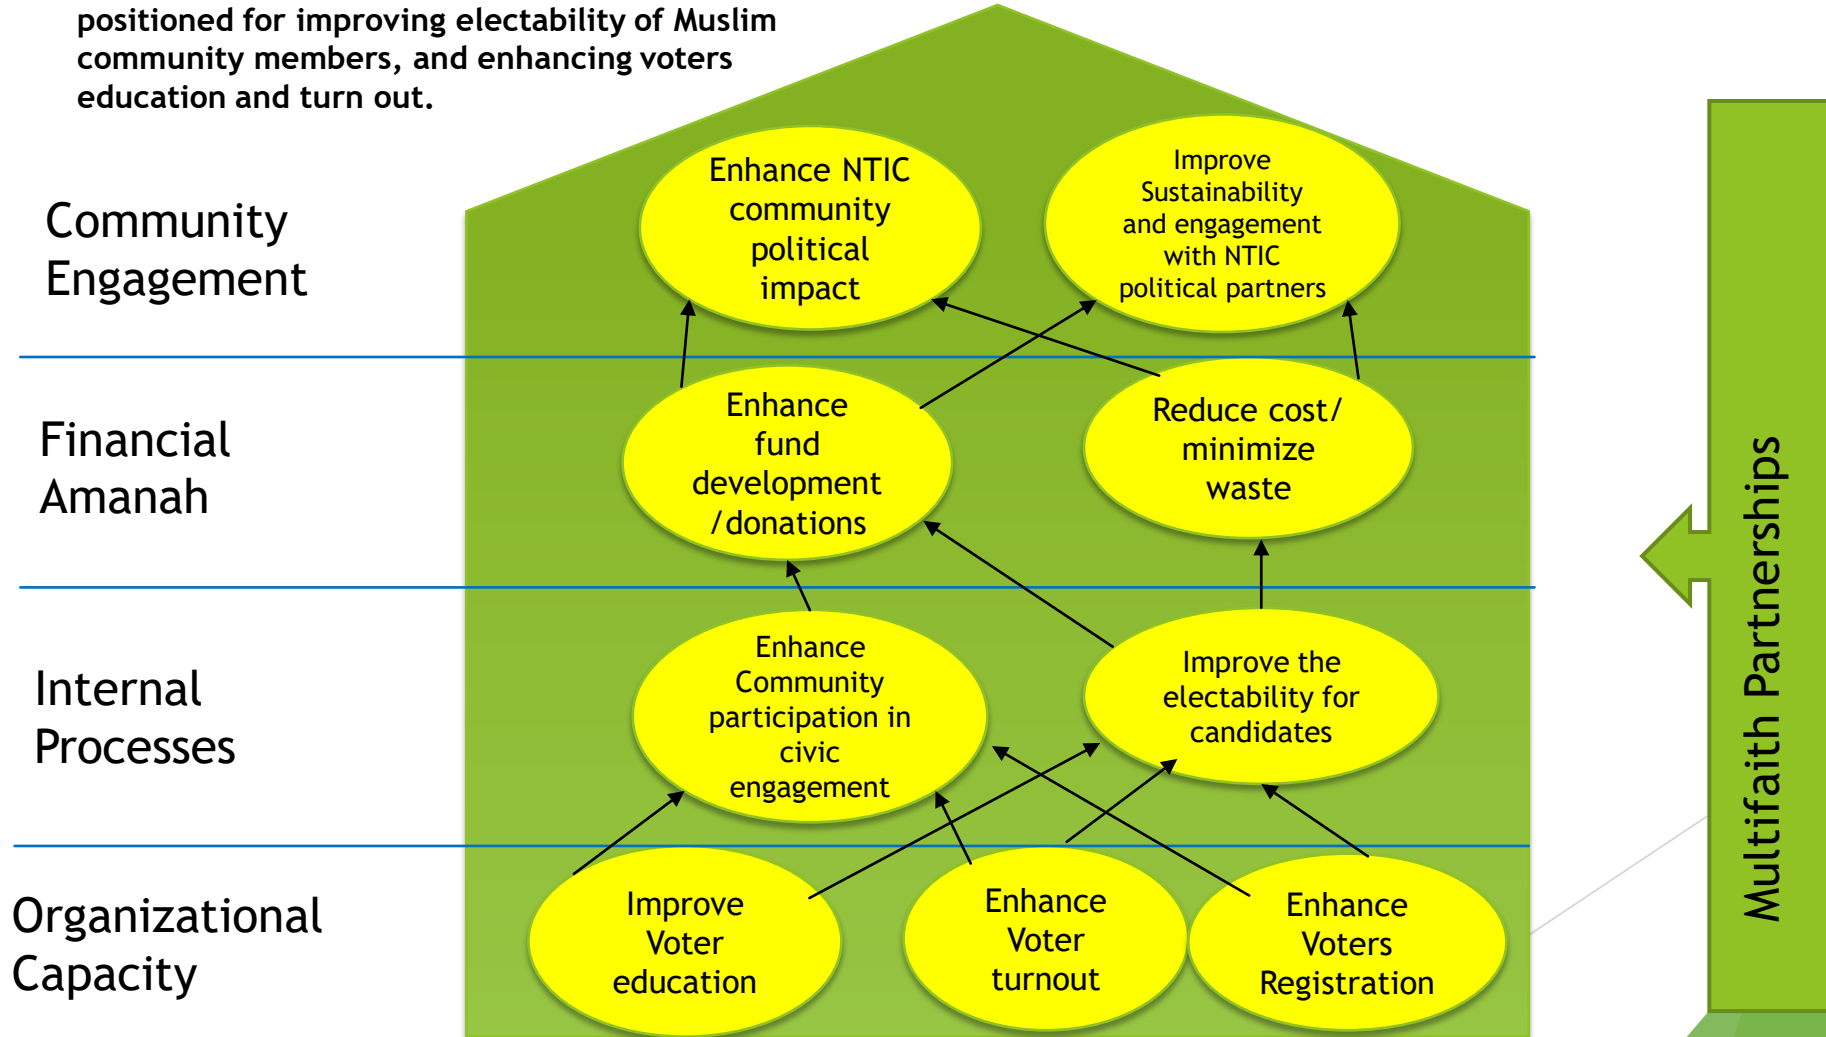 positioned for improving electability of Muslim
community members, and enhancing voters
education and turn out.
Community
Engagement
Enhance NTIC
community
political
impact
Improve
Sustainability
and engagement
with NTIC
political partners
Financial
Amanah
Enhance
fund
development
/donations
Reduce cost/
minimize
waste
Internal
Processes
Enhance
Community
participation in
civic
engagement
Improve the
electability for
candidates
Organizational
Capacity
Improve
Voter
education
Enhance
Voter
turnout
Enhance
Voters
Registration
Multifaith Partnerships